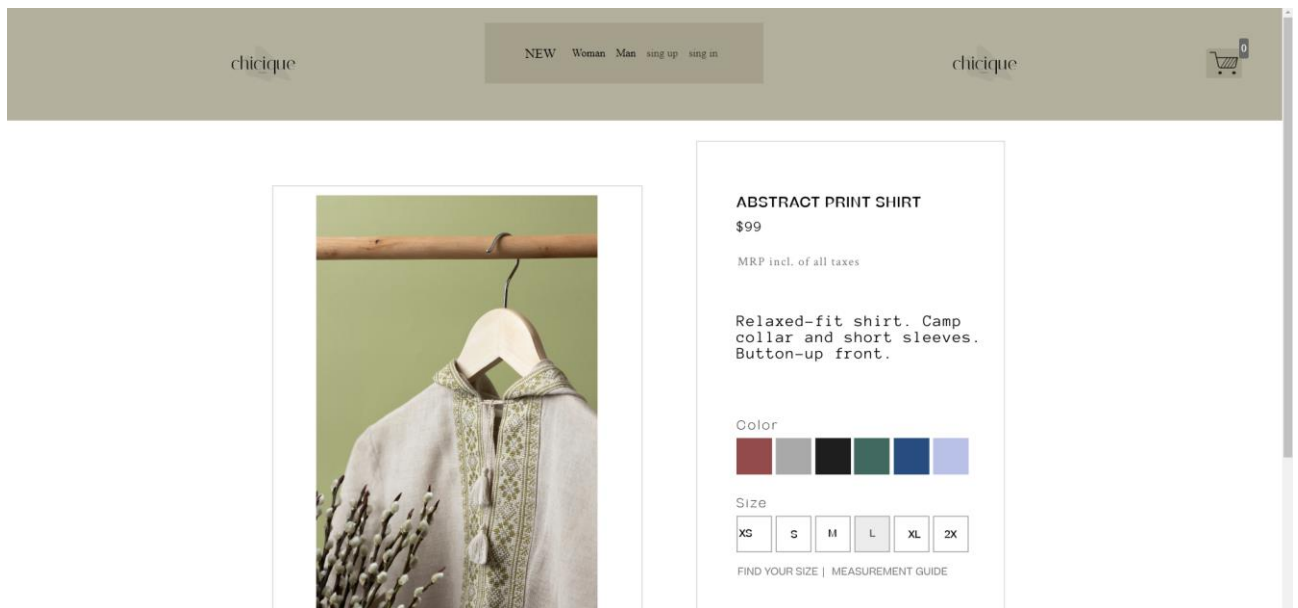 chicique
NEW Woman Man sing up sing in
chicique
0
ABSTRACT PRINT SHIRT
$99
MRP incl. of all taxes
Relaxed-fit shirt. Camp
collar and short sleeves.
Button-up front.
Color
Size
XS S M L XL 2X
FIND YOUR SIZE | MEASUREMENT GUIDE